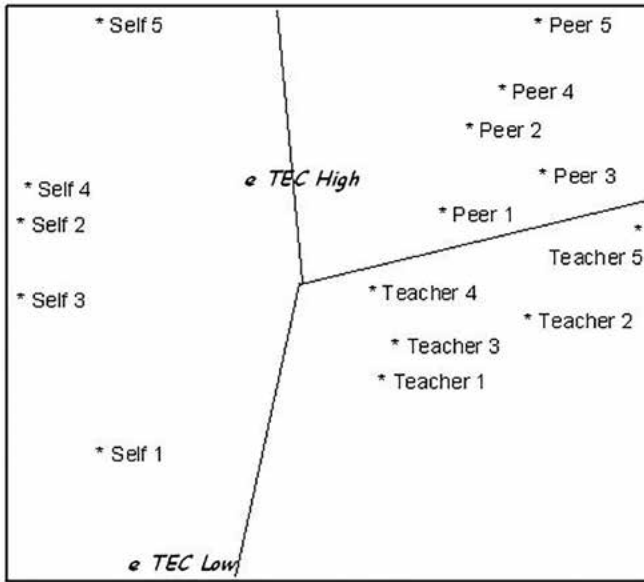 * Self 5
* Peer 5
* Peer 4
* Peer 2
e TEC High
* Peer 3
* Self 4
* Peer 1
* Self 2
*
Teacher 5
* Self 3
* Teacher 4
* Teacher 2
* Teacher 3
* Teacher 1
* Self 1
e TEC Low